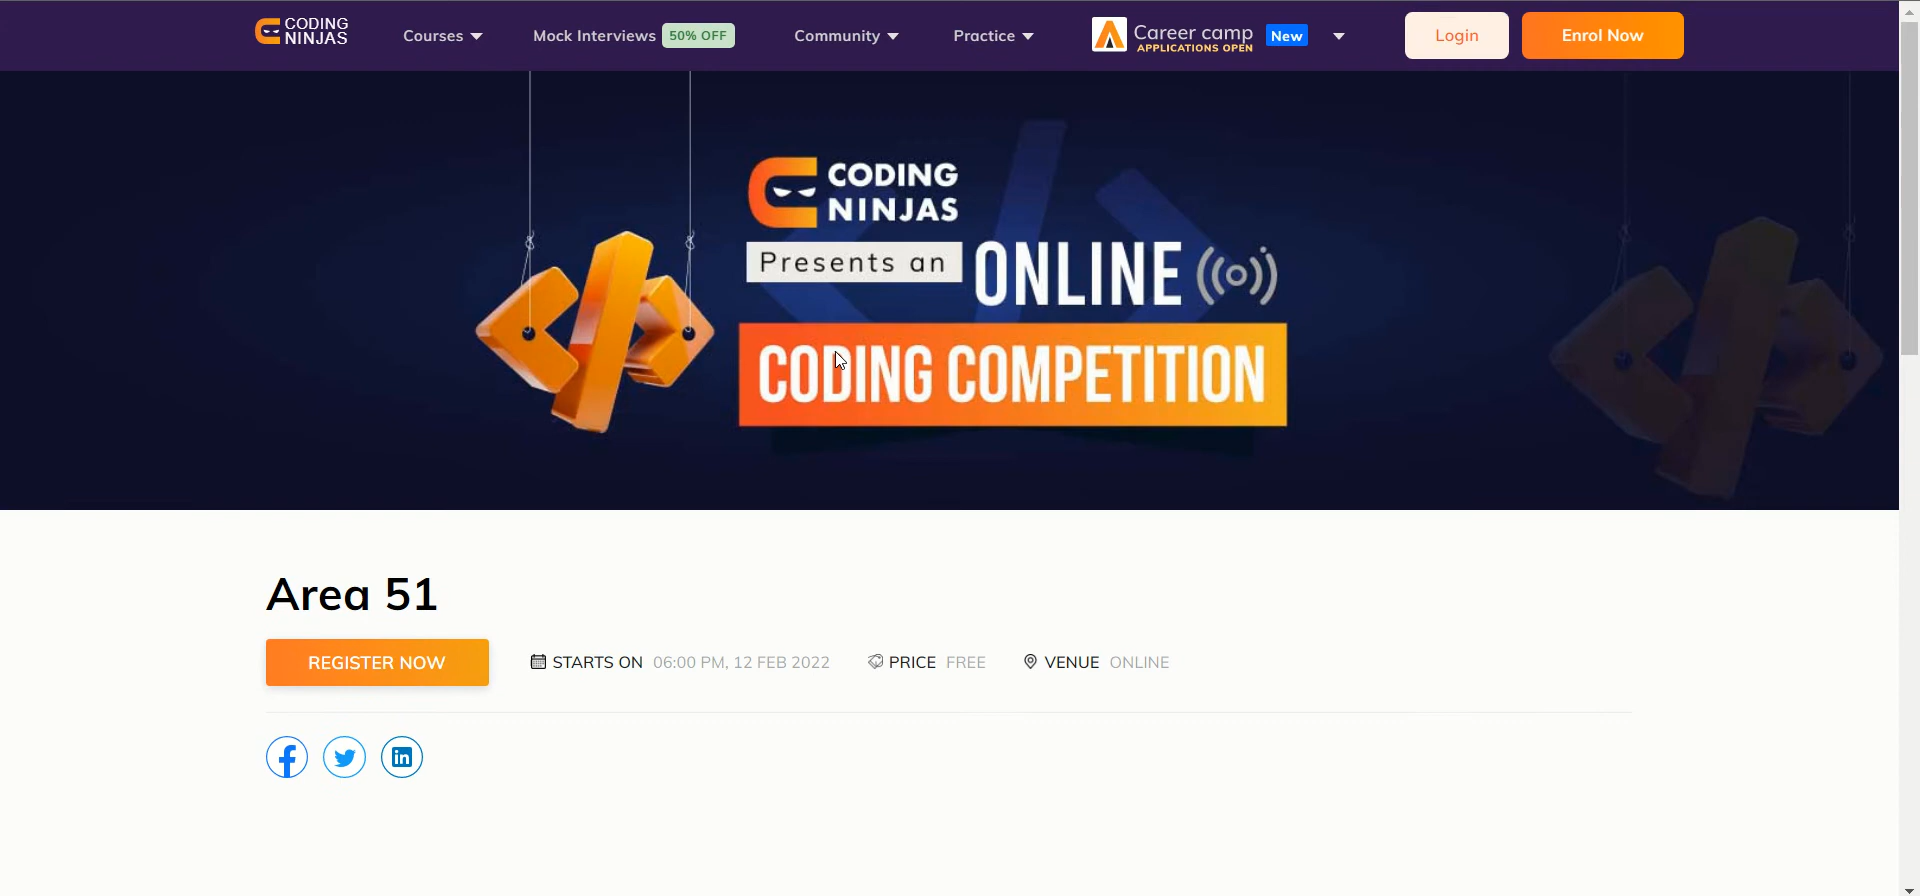 CODING
NINJAS
Courses
Mock Interviews 50% OFF
Community
Practice
Career camp
APPLICATIONS OPEN
New
Login
Enrol Now
CODING
NINJAS
Presents an ONLINE
CODING COMPETITION
Area 51
REGISTER NOW
STARTS ON 06:00 PM, 12 FEB 2022
PRICE FREE
VENUE ONLINE